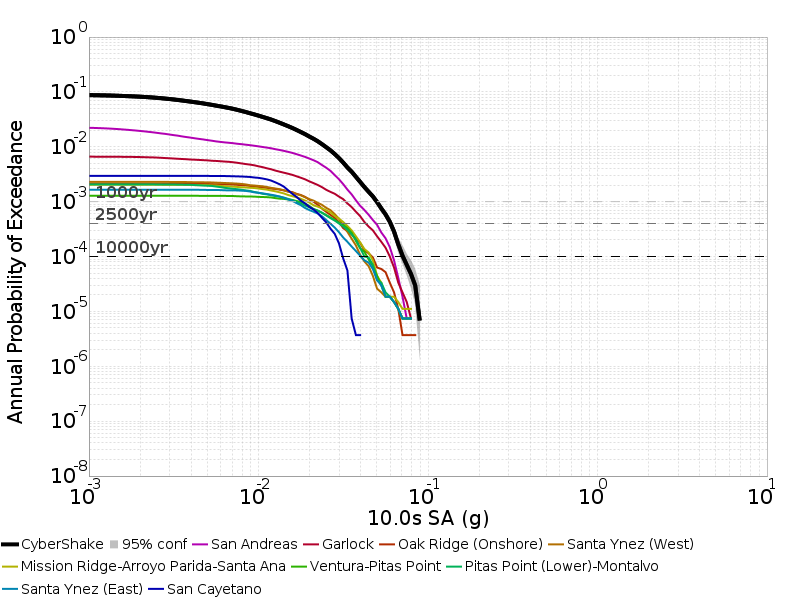 10^0
10^-1
10^-2
10^-3
10^-4
10^-5
10^-6
10^-7
10^-8
Annual Probability of Exceedance
1000yr
2500yr
10000yr
10^-3 10^-2 10^-1 10^0 10^1
10.0s SA (g)
CyberShake 95% conf San Andreas Garlock Oak Ridge (Onshore) Santa Ynez (West)
Mission Ridge-Arroyo Parida-Santa Ana Ventura-Pitas Point Pitas Point (Lower)-Montalvo
Santa Ynez (East) San Cayetano